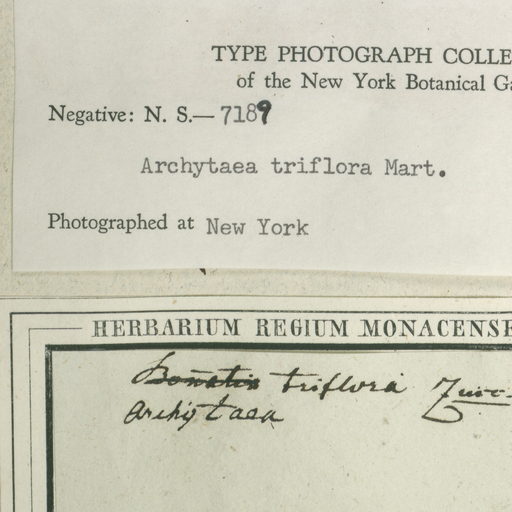 TYPE PHOTOGRAPH COLLE
of the New York Botanical Ga
Negative: N. S.— 7189
Archytaea triflora Mart.
Photographed at New York
HERBARIUM REGIUM MONACENSE
triflora Zucc.
Archytaea